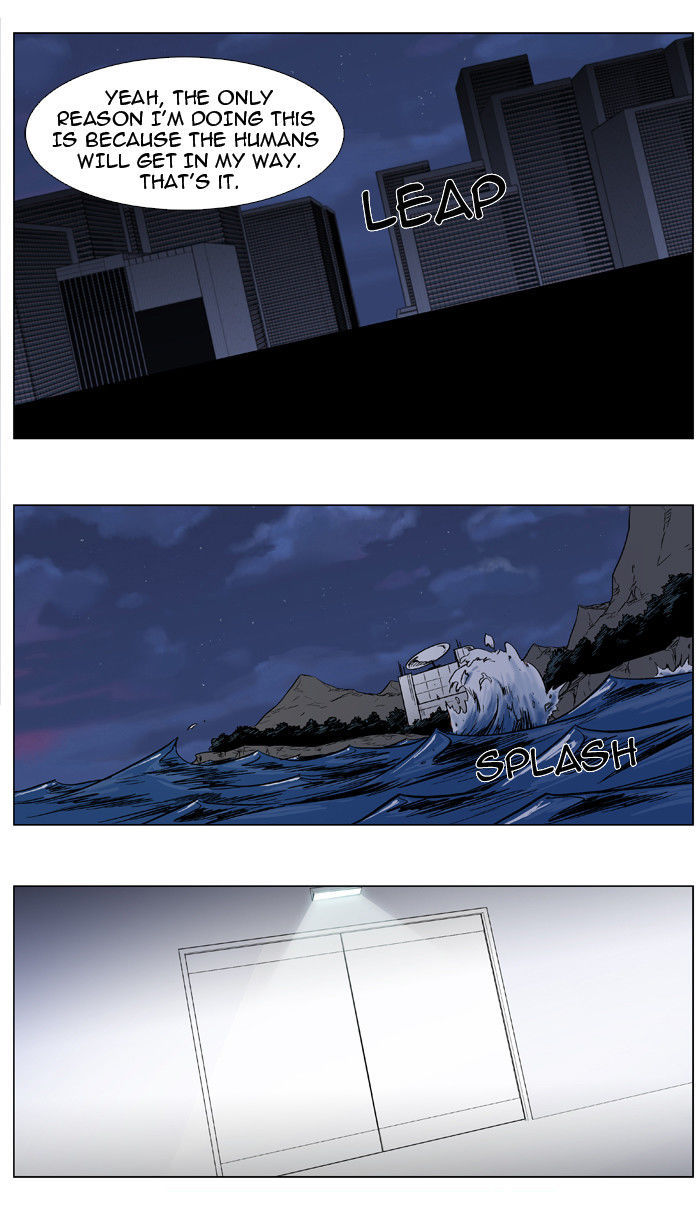 YEAH, THE ONLY
REASON I'M DOING THIS
IS BECAUSE THE HUMANS
WILL GET IN MY WAY.
THAT'S IT.
LEAP
SPLASH